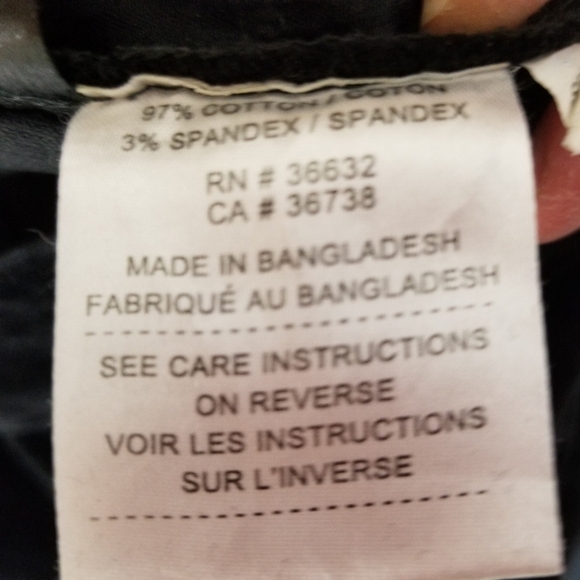 97% COTTON / COTON
3% SPANDEX / SPANDEX
RN # 36632
CA # 36738
MADE IN BANGLADESH
FABRIQUÉ AU BANGLADESH
SEE CARE INSTRUCTIONS
ON REVERSE
VOIR LES INSTRUCTIONS
SUR L'INVERSE